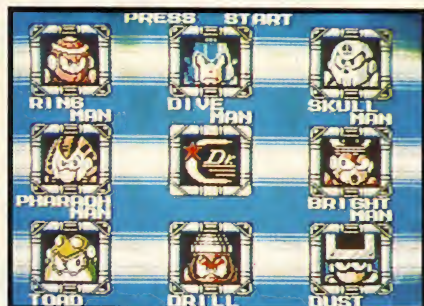 PRESS START
RING MAN
DIVE MAN
SKULL MAN
PHARAOH MAN
Dr.
BRIGHT MAN
TOAD
DRILL
DUST